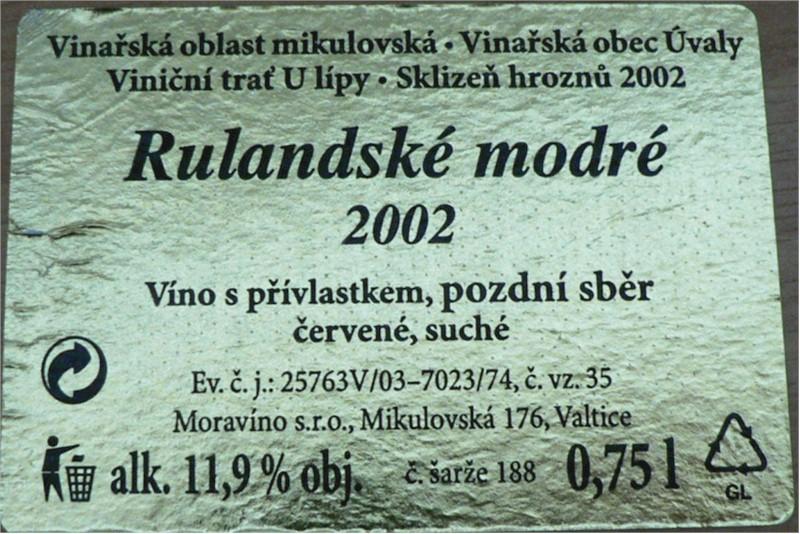 Vinařská oblast mikulovská • Vinařská obec Úvaly
Viniční trať U lípy • Sklizeň hroznů 2002
Rulandské modré
2002
Víno s přívlastkem, pozdní sběr
červené, suché
Ev. č. j.: 25763V/03–7023/74, č. vz. 35
Moravíno s.r.o., Mikulovská 176, Valtice
alk. 11,9 % obj. č. šarže 188 0,75 l
GL